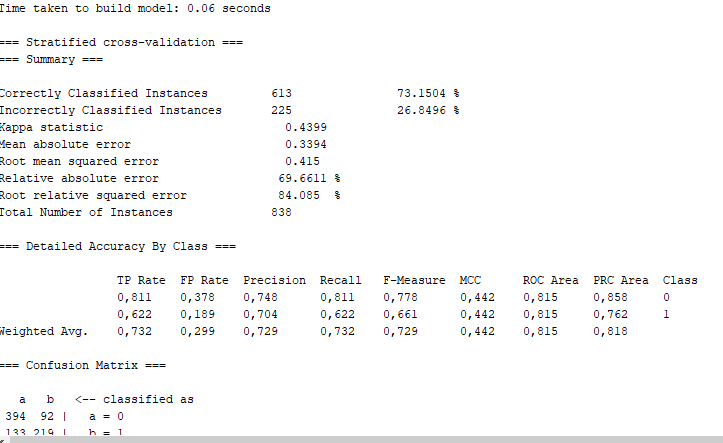 Time taken to build model: 0.06 seconds
=== Stratified cross-validation ===
=== Summary ===
Correctly Classified Instances 613 73.1504 %
Incorrectly Classified Instances 225 26.8496 %
Kappa statistic 0.4399
Mean absolute error 0.3394
Root mean squared error 0.415
Relative absolute error 69.6611 %
Root relative squared error 84.085 %
Total Number of Instances 838
=== Detailed Accuracy By Class ===
TP Rate FP Rate Precision Recall F-Measure MCC ROC Area PRC Area Class
0,811 0,378 0,748 0,811 0,778 0,442 0,815 0,858 0
0,622 0,189 0,704 0,622 0,661 0,442 0,815 0,762 1
Weighted Avg. 0,732 0,299 0,729 0,732 0,729 0,442 0,815 0,818
=== Confusion Matrix ===
a b <-- classified as
394 92 | a = 0
133 219 | b = 1